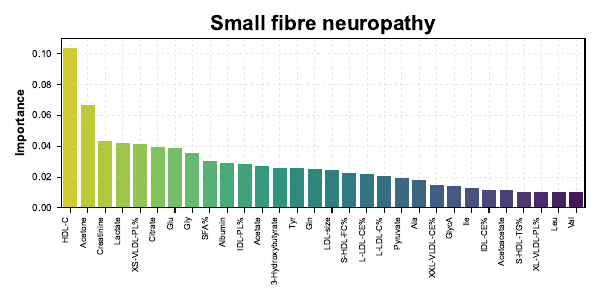 Small fibre neuropathy
Importance
0.10
0.08
0.06
0.04
0.02
0.00
HDL-C
Acetone
Creatinine
Lactate
XS-VLDL-PL%
Citrate
Glu
Gly
SFA%
Albumin
IDL-PL%
Acetate
3-Hydroxybutyrate
Tyr
Gln
LDL-size
S-HDL-FC%
L-LDL-CE%
L-LDL-C%
Pyruvate
Ala
XXL-VLDL-CE%
GlycA
Ile
IDL-CE%
Acetoacetate
S-HDL-TG%
XL-VLDL-PL%
Leu
Val